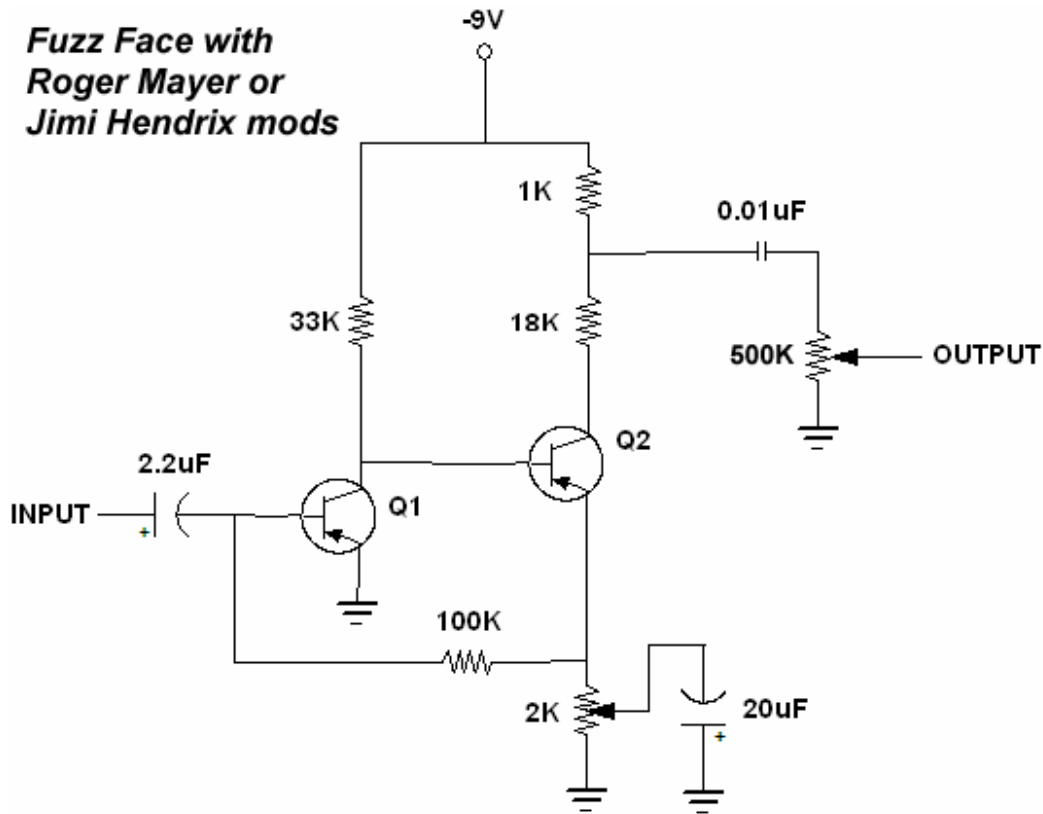 Fuzz Face with
Roger Mayer or
Jimi Hendrix mods
-9V
1K
0.01uF
33K
18K
500K
OUTPUT
Q2
2.2uF
INPUT
+
Q1
100K
2K
20uF
+